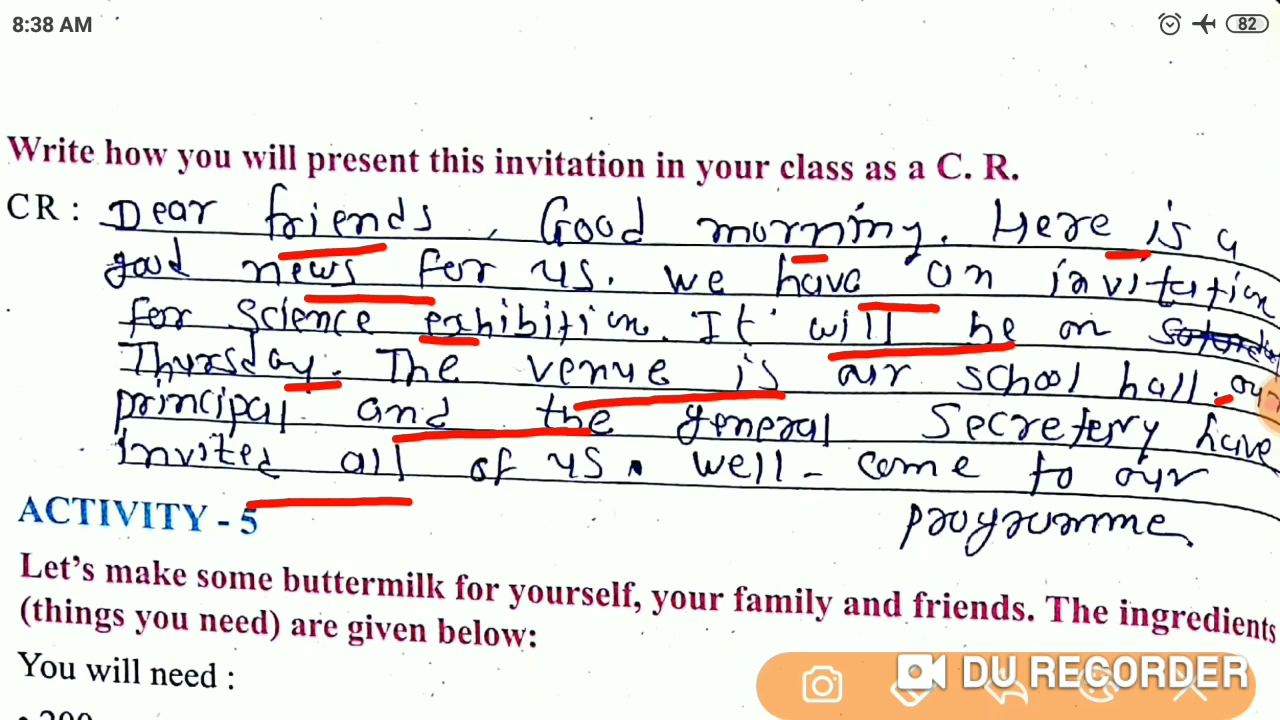 8:38 AM
82
Write how you will present this invitation in your class as a C. R.
CR : Dear friends, Good morning. Here is a
good news for us. We have an invitation
for Science exhibition. It will be on
Thursday. The venue is our school hall. our
principal and the general Secretery have
invited all of us. well-come to our
programme.
ACTIVITY - 5
Let's make some buttermilk for yourself, your family and friends. The ingredients
(things you need) are given below:
You will need :
DU RECORDER